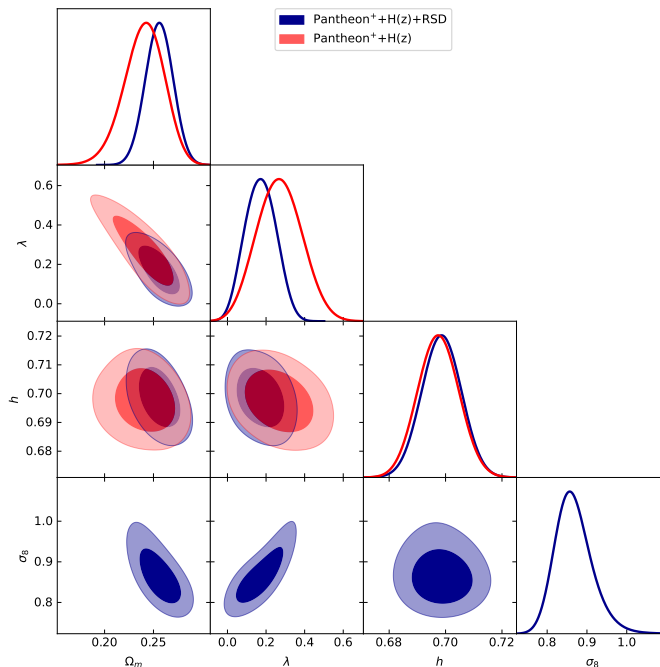 Pantheon⁺+H(z)+RSD
Pantheon⁺+H(z)
0.6
0.4
0.2
0.0
λ
0.72
0.71
0.70
0.69
0.68
h
1.0
0.9
0.8
σ₈
0.20 0.25
0.0 0.2 0.4 0.6
0.68 0.70 0.72
0.8 0.9 1.0
Ωₘ λ h σ₈